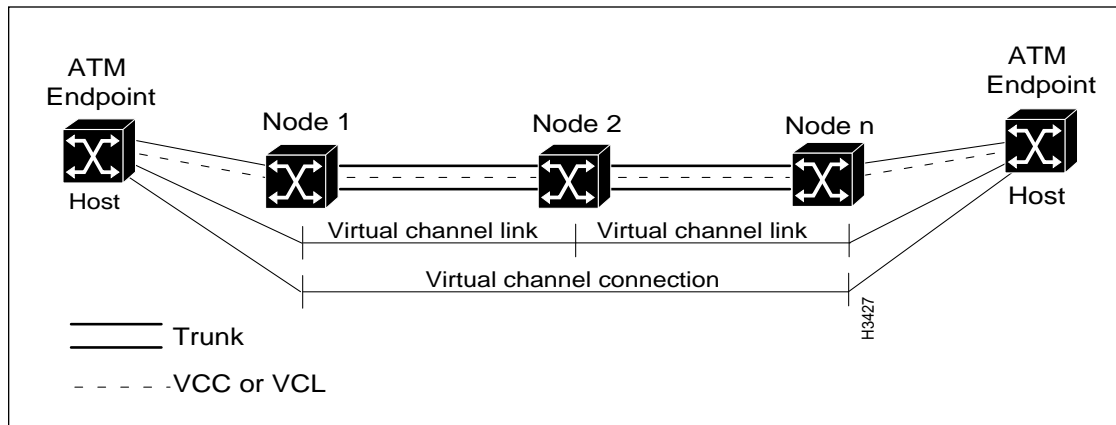 ATM
Endpoint
ATM
Endpoint
Node 1
Node 2
Node n
Host
Host
Virtual channel link
Virtual channel link
Virtual channel connection
H3427
Trunk
VCC or VCL